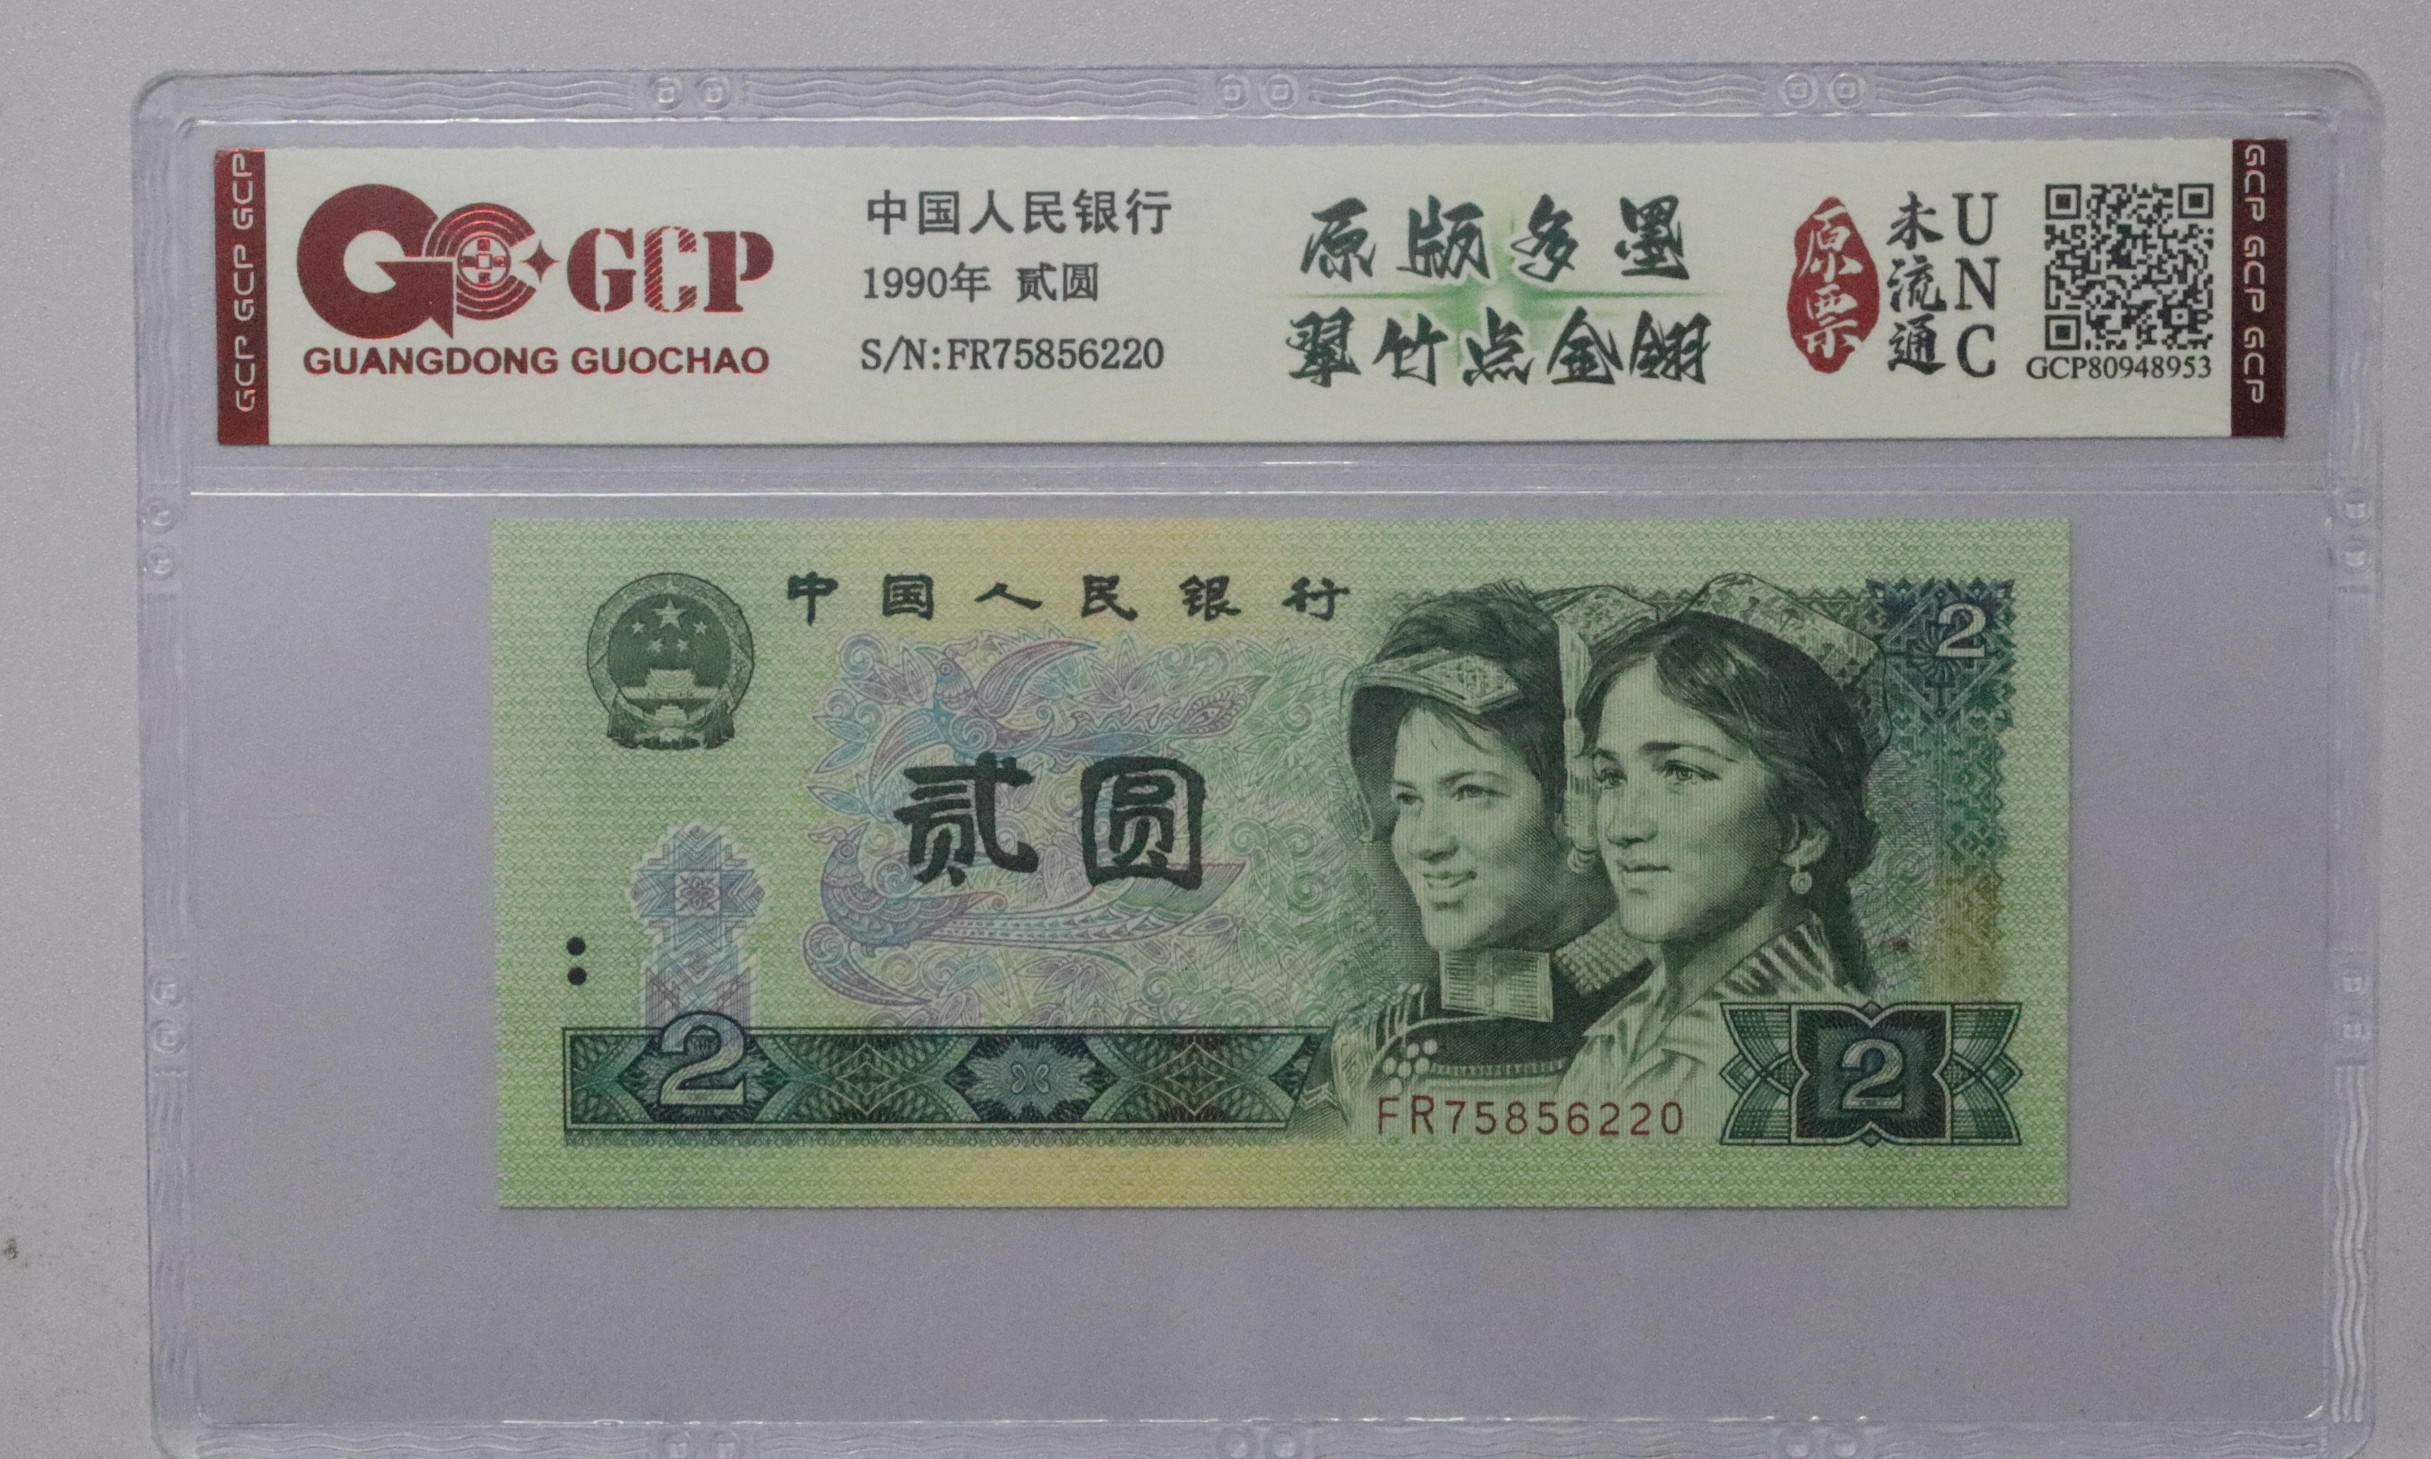 GCP GCP GCP
GCP
GUANGDONG GUOCHAO
中国人民银行
1990年 贰圆
S/N:FR75856220
原版多墨
翠竹点金翎
原票
未流通
UNC
GCP80948953
GCP GCP GCP
中国人民银行
2
贰圆
2
FR75856220
2